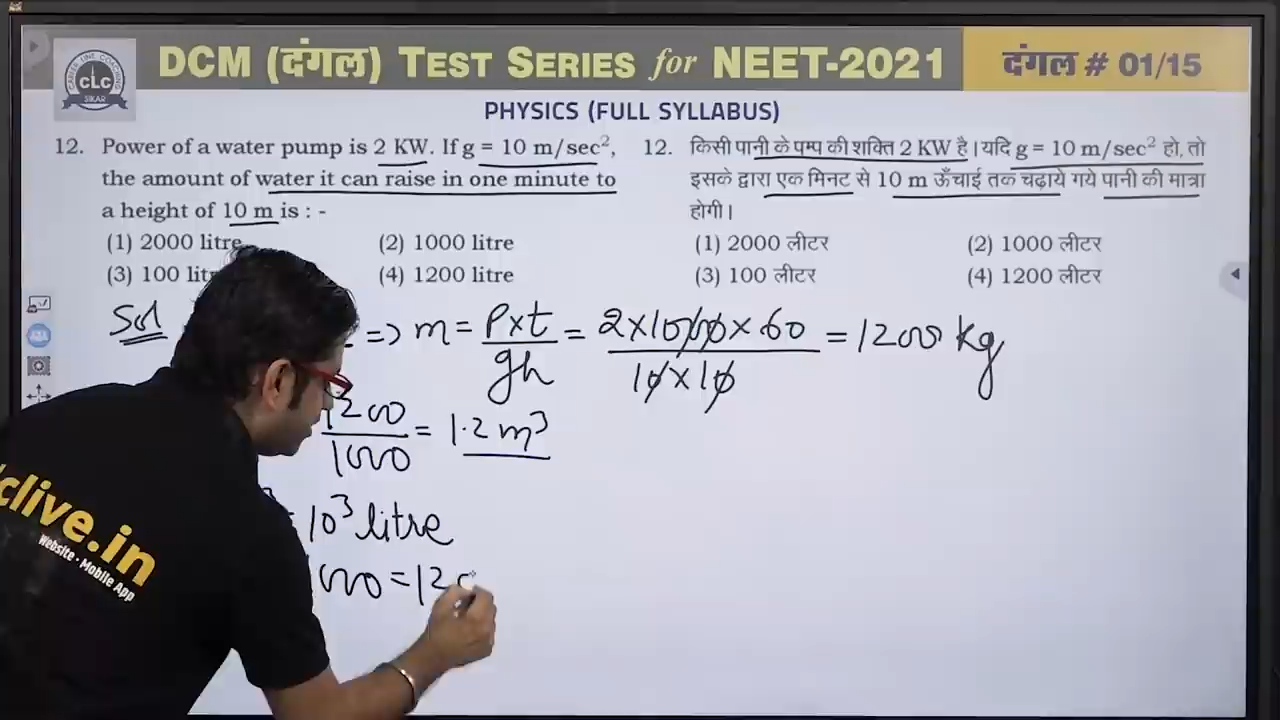 DCM (दंगल) TEST SERIES for NEET-2021
दंगल # 01/15
CLC
SIKAR
PHYSICS (FULL SYLLABUS)
12. Power of a water pump is 2 KW. If g = 10 m/sec², the amount of water it can raise in one minute to a height of 10 m is : -
(1) 2000 litre (2) 1000 litre
(3) 100 lit (4) 1200 litre
12. किसी पानी के पम्प की शक्ति 2 KW है। यदि g = 10 m/sec² हो, तो
इसके द्वारा एक मिनट से 10 m ऊँचाई तक चढ़ाये गये पानी की मात्रा
होगी।
(1) 2000 लीटर (2) 1000 लीटर
(3) 100 लीटर (4) 1200 लीटर
Sol => m = P×t / gh = 2×1000×60 / 10×10 = 1200 kg
1200 / 1000 = 1.2 m³
= 10³ litre
1000 = 120
clive.in
Website · Mobile App